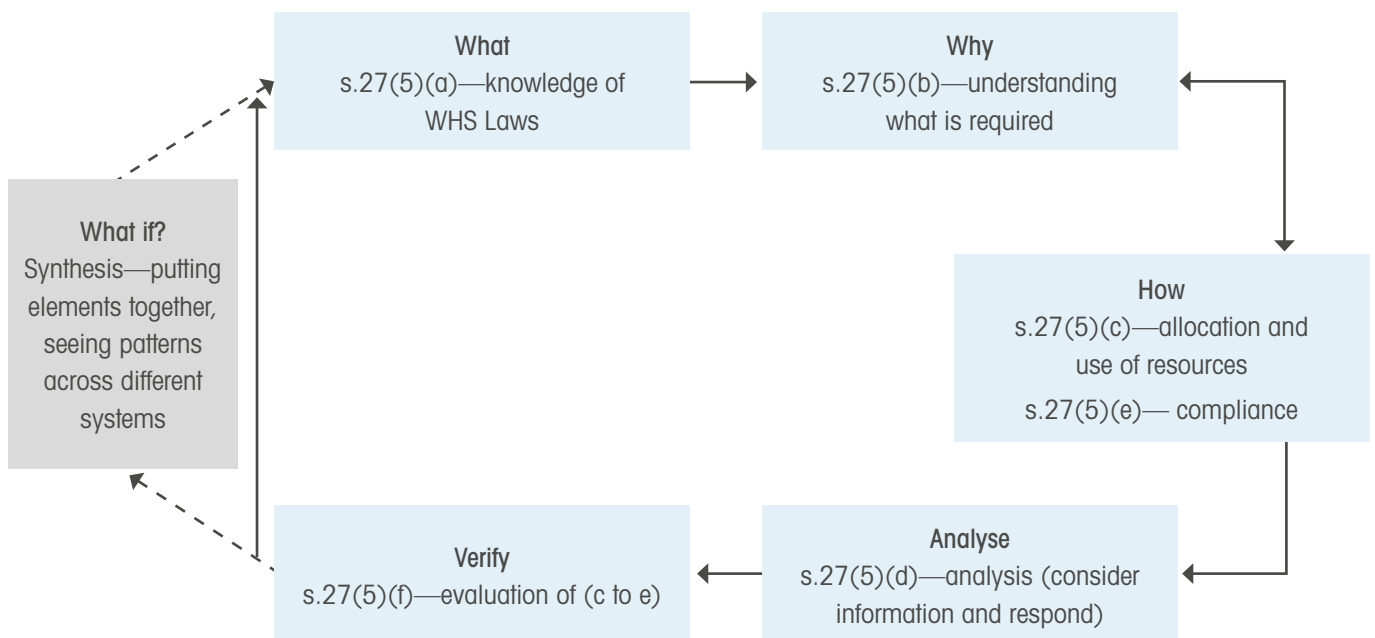 What
s.27(5)(a)—knowledge of
WHS Laws
Why
s.27(5)(b)—understanding
what is required
How
s.27(5)(c)—allocation and
use of resources
s.27(5)(e)— compliance
Analyse
s.27(5)(d)—analysis (consider
information and respond)
Verify
s.27(5)(f)—evaluation of (c to e)
What if?
Synthesis—putting
elements together,
seeing patterns
across different
systems